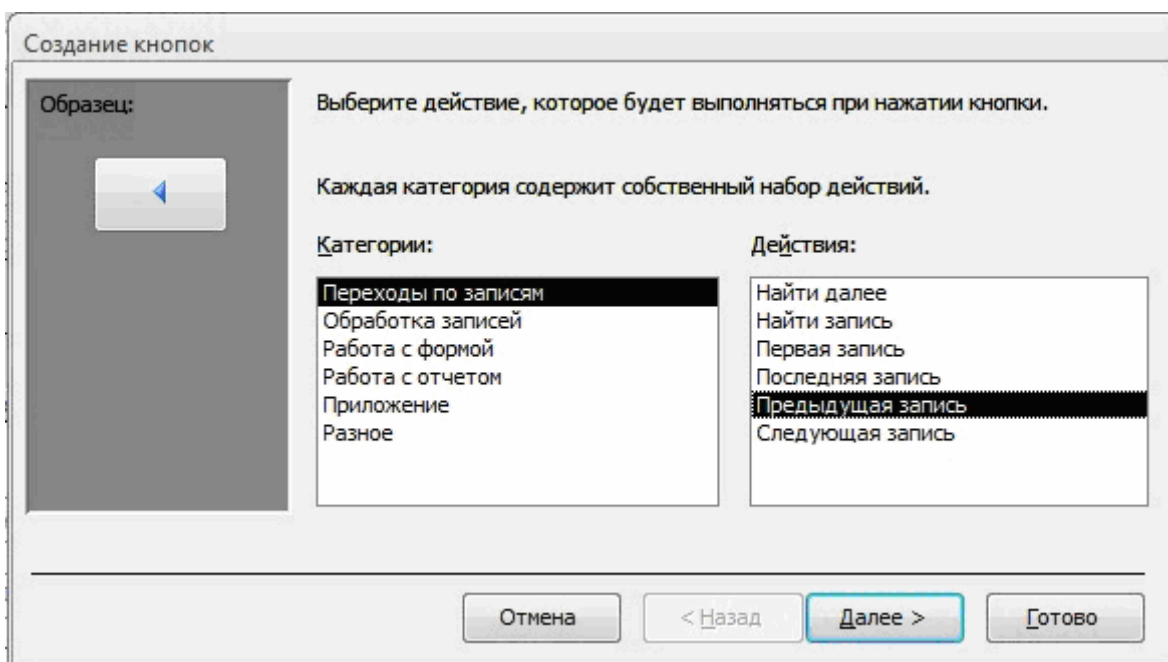 Создание кнопок
Образец:
Выберите действие, которое будет выполняться при нажатии кнопки.
Каждая категория содержит собственный набор действий.
Категории:
Переходы по записям
Обработка записей
Работа с формой
Работа с отчетом
Приложение
Разное
Действия:
Найти далее
Найти запись
Первая запись
Последняя запись
Предыдущая запись
Следующая запись
Отмена
< Назад
Далее >
Готово